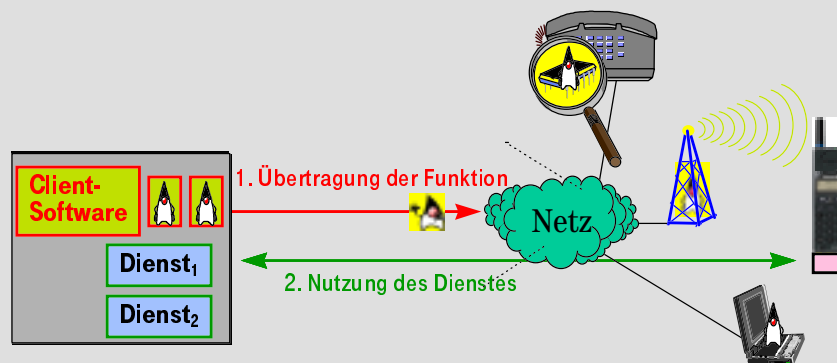 1. Übertragung der Funktion
Client-
Software
Netz
Dienst₁
2. Nutzung des Dienstes
Dienst₂